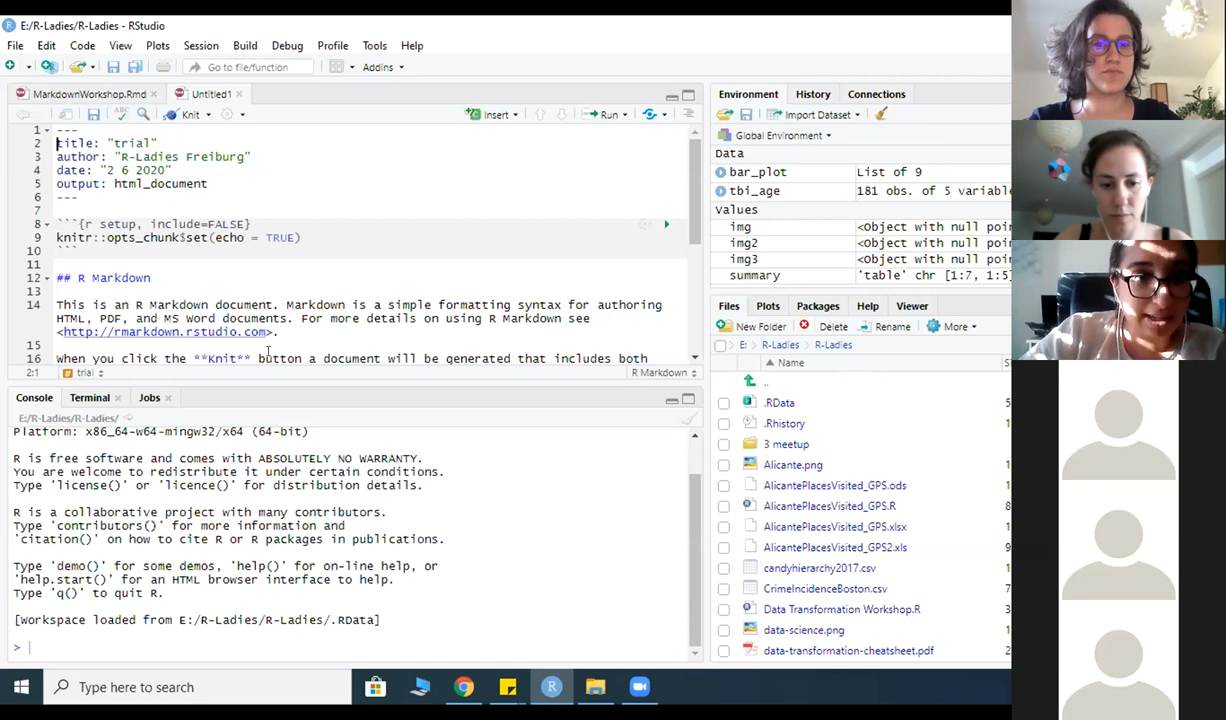 E:/R-Ladies/R-Ladies - RStudio
File Edit Code View Plots Session Build Debug Profile Tools Help
Go to file/function Addins
MarkdownWorkshop.Rmd Untitled1
Knit Insert Run
1 ---
2 title: "trial"
3 author: "R-Ladies Freiburg"
4 date: "2 6 2020"
5 output: html_document
6 ---
7
8 ```{r setup, include=FALSE}
9 knitr::opts_chunk$set(echo = TRUE)
10 ```
11
12 ## R Markdown
13
14 This is an R Markdown document. Markdown is a simple formatting syntax for authoring
HTML, PDF, and MS Word documents. For more details on using R Markdown see
<http://rmarkdown.rstudio.com>.
15
16 When you click the **Knit** button a document will be generated that includes both
2:1 trial R Markdown
Console Terminal Jobs
E:/R-Ladies/R-Ladies/
Platform: x86_64-w64-mingw32/x64 (64-bit)
R is free software and comes with ABSOLUTELY NO WARRANTY.
You are welcome to redistribute it under certain conditions.
Type 'license()' or 'licence()' for distribution details.
R is a collaborative project with many contributors.
Type 'contributors()' for more information and
'citation()' on how to cite R or R packages in publications.
Type 'demo()' for some demos, 'help()' for on-line help, or
'help.start()' for an HTML browser interface to help.
Type 'q()' to quit R.
[Workspace loaded from E:/R-Ladies/R-Ladies/.RData]
>
Environment History Connections
Import Dataset
Global Environment
Data
bar_plot List of 9
tbi_age 181 obs. of 5 variabl
Values
img <Object with null poin
img2 <Object with null poin
img3 <Object with null poin
summary 'table' chr [1:7, 1:5]
Files Plots Packages Help Viewer
New Folder Delete Rename More
E: R-Ladies R-Ladies
Name
..
.RData
.Rhistory
3 meetup
Alicante.png
AlicantePlacesVisited_GPS.ods
AlicantePlacesVisited_GPS.R
AlicantePlacesVisited_GPS.xlsx
AlicantePlacesVisited_GPS2.xls
candyhierarchy2017.csv
CrimeIncidenceBoston.csv
Data Transformation Workshop.R
data-science.png
data-transformation-cheatsheet.pdf
Type here to search